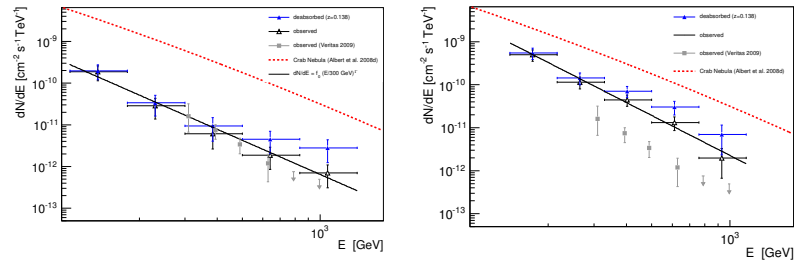 deabsorbed (z=0.138)
observed
observed (Veritas 2009)
Crab Nebula (Albert et al. 2008d)
dN/dE = f₀ (E/300 GeV)ʳ
dN/dE [cm⁻² s⁻¹ TeV⁻¹]
10⁻⁹
10⁻¹⁰
10⁻¹¹
10⁻¹²
10⁻¹³
10³
E [GeV]
deabsorbed (z=0.138)
observed
observed (Veritas 2009)
Crab Nebula (Albert et al. 2008d)
dN/dE [cm⁻² s⁻¹ TeV⁻¹]
10⁻⁹
10⁻¹⁰
10⁻¹¹
10⁻¹²
10⁻¹³
10³
E [GeV]